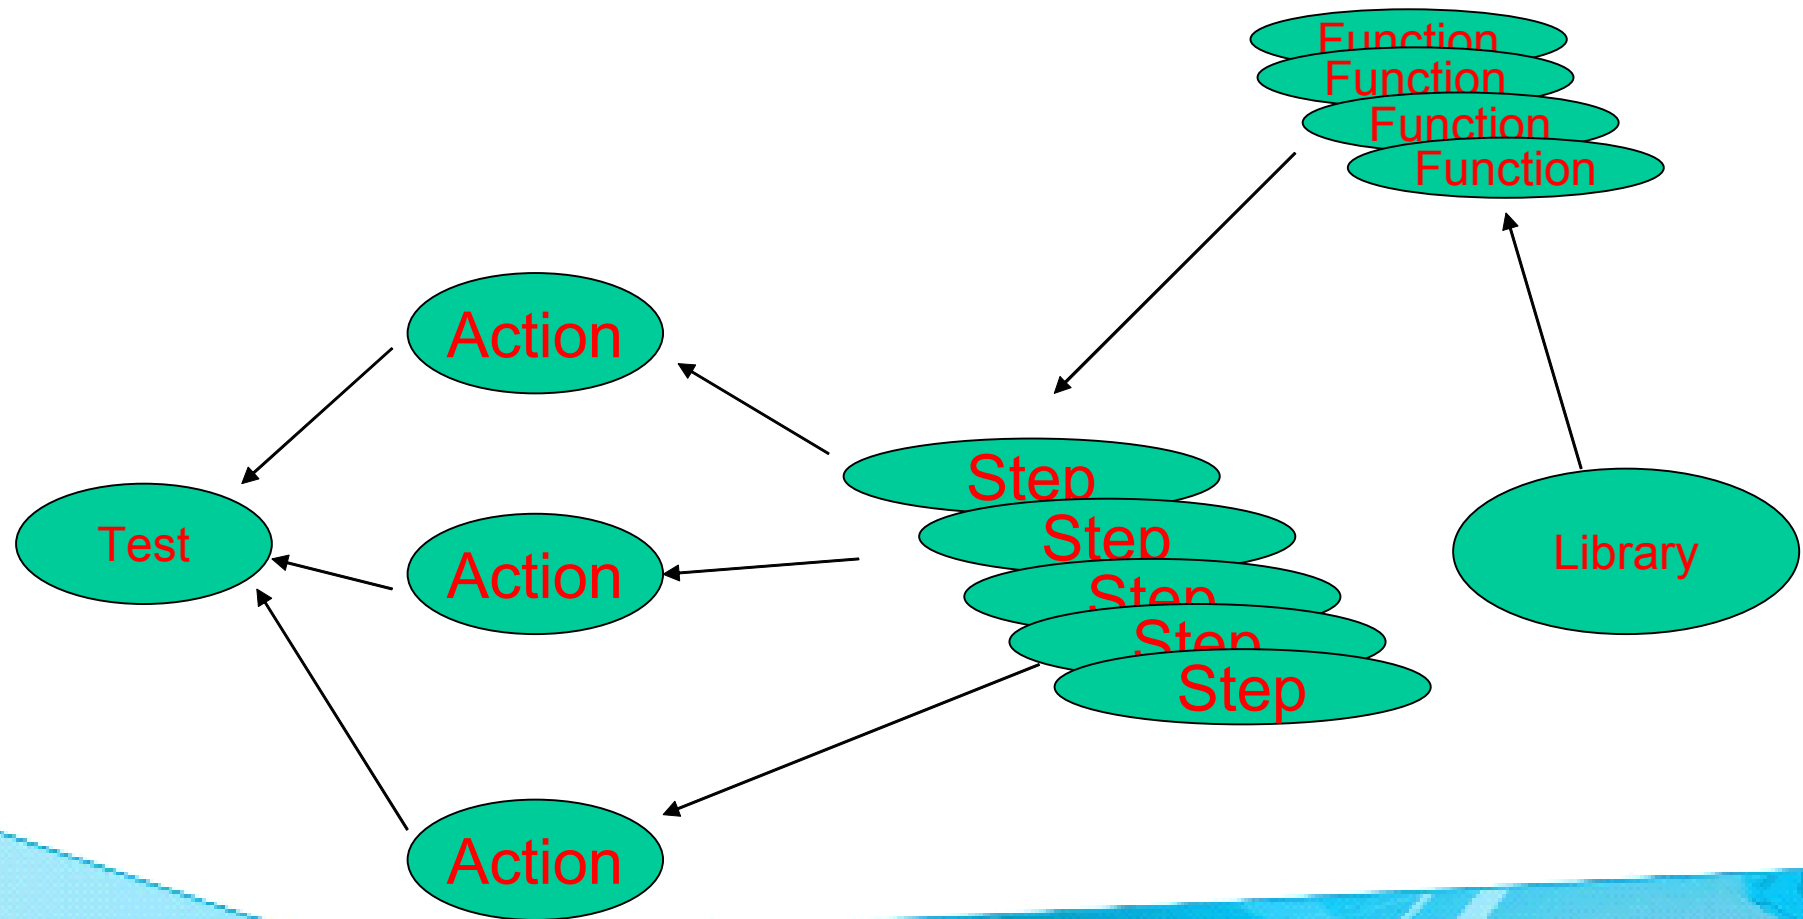 Function
Function
Function
Function
Action
Step
Test
Step
Library
Action
Step
Step
Step
Action